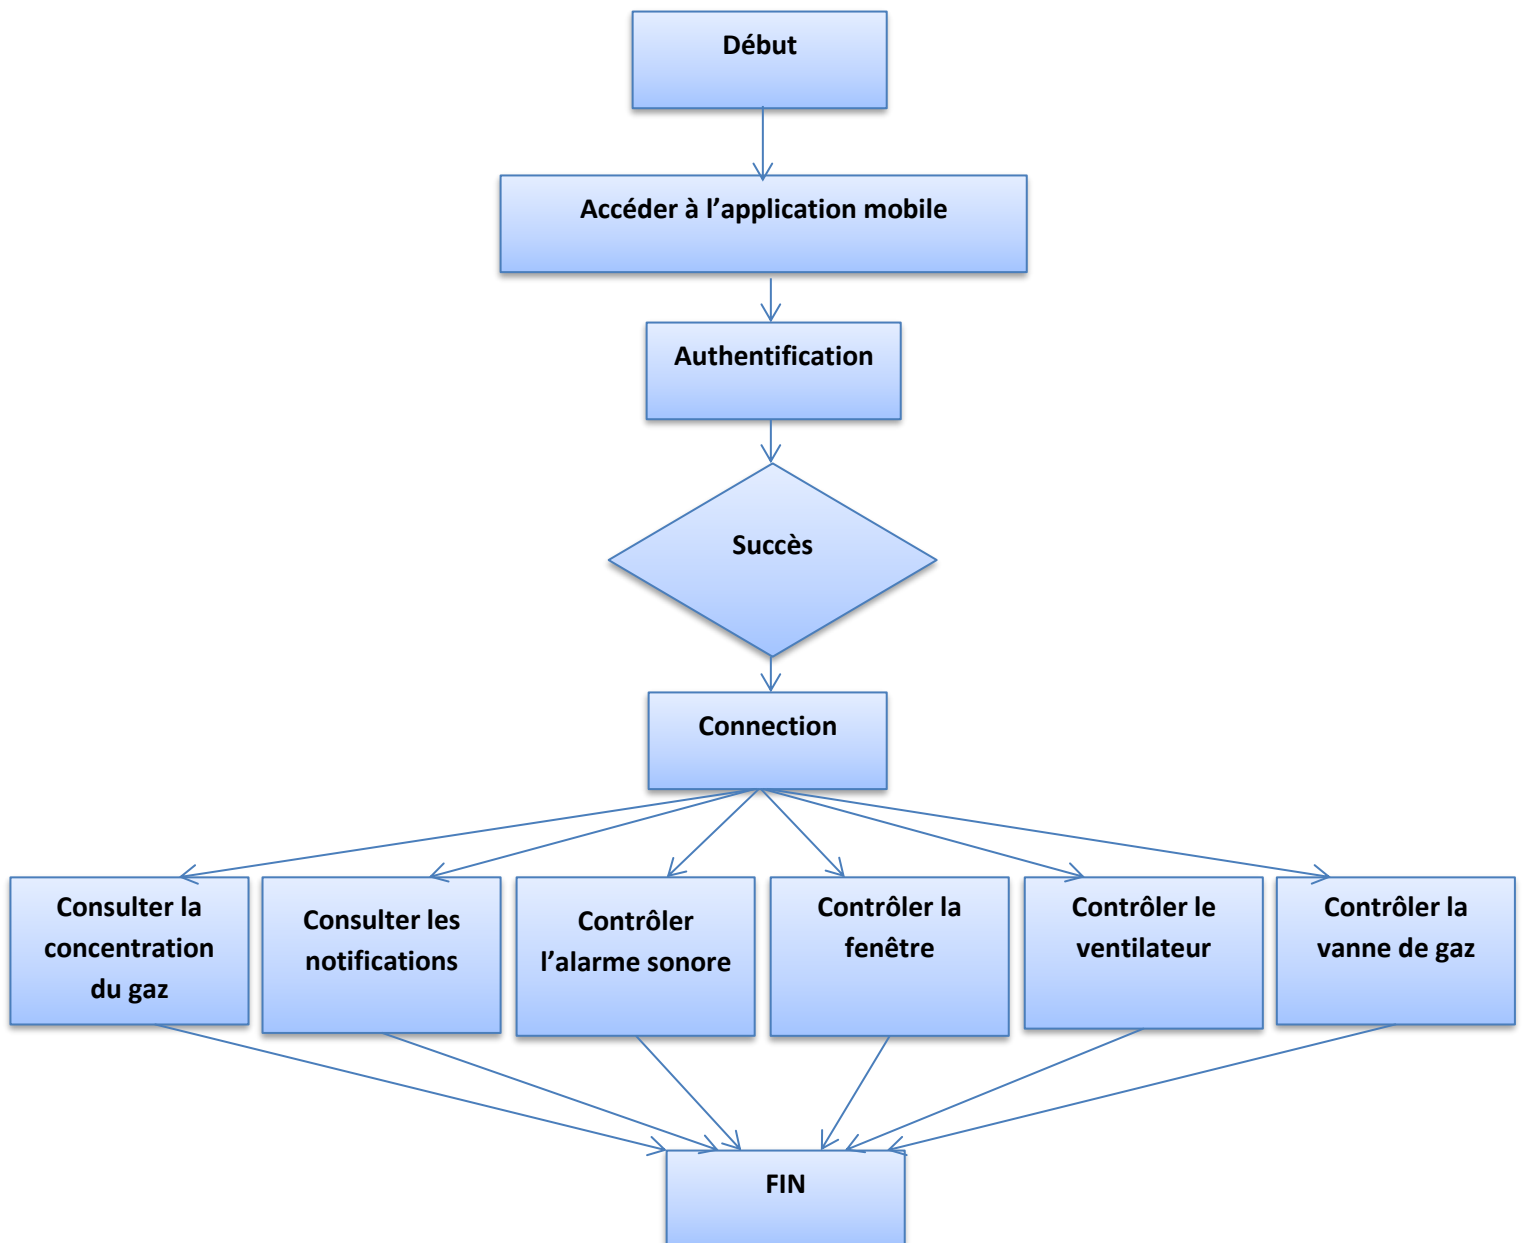 Début
Accéder à l’application mobile
Authentification
Succès
Connection
Consulter la
concentration
du gaz
Consulter les
notifications
Contrôler
l’alarme sonore
Contrôler la
fenêtre
Contrôler le
ventilateur
Contrôler la
vanne de gaz
FIN